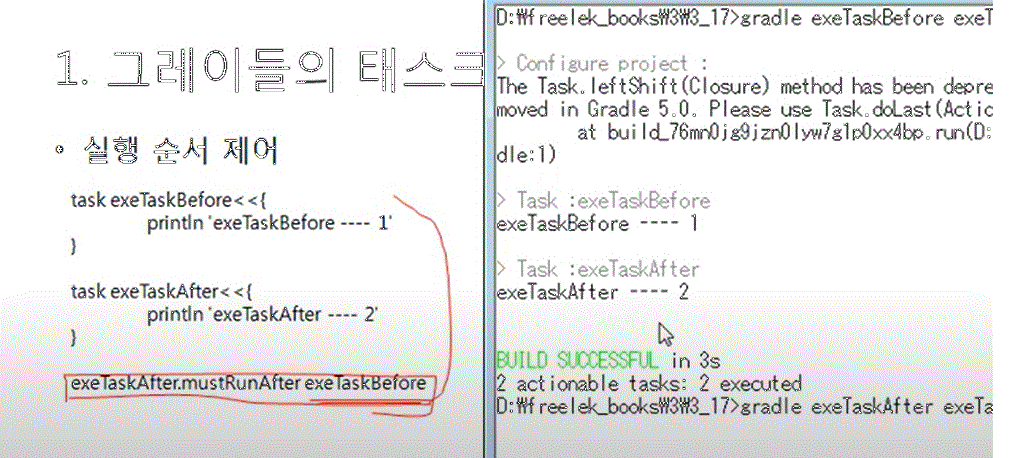 1. 그레이들의 태스크
• 실행 순서 제어
task exeTaskBefore<<{
println 'exeTaskBefore ---- 1'
}
task exeTaskAfter<<{
println 'exeTaskAfter ---- 2'
}
exeTaskAfter.mustRunAfter exeTaskBefore
D:₩freelek_books₩3₩3_17>gradle exeTaskBefore exeT
> Configure project :
The Task.leftShift(Closure) method has been depre
moved in Gradle 5.0. Please use Task.doLast(Actio
at build_76mn0jg9jzn0lyw7g1p0xx4bp.run(D:
dle:1)
> Task :exeTaskBefore
exeTaskBefore ---- 1
> Task :exeTaskAfter
exeTaskAfter ---- 2
BUILD SUCCESSFUL in 3s
2 actionable tasks: 2 executed
D:₩freelek_books₩3₩3_17>gradle exeTaskAfter exeTa